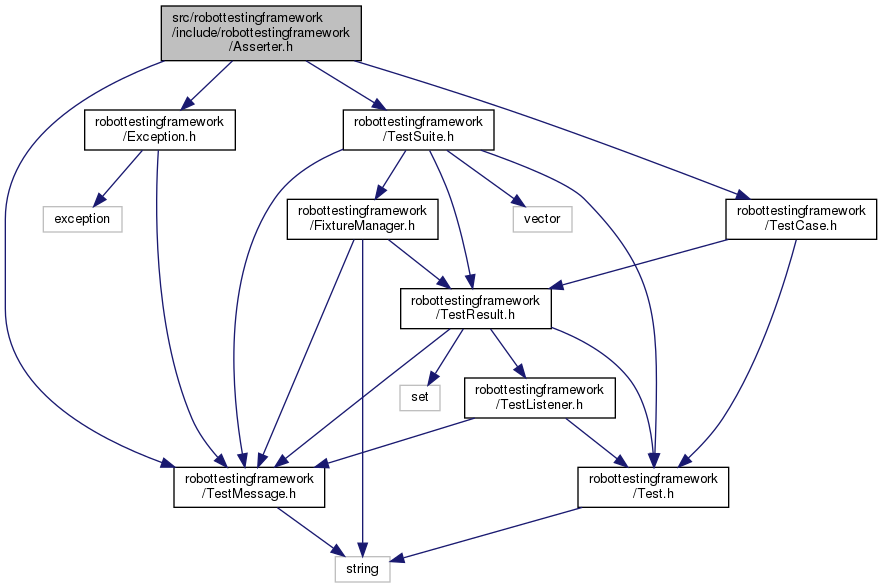 src/robottestingframework
/include/robottestingframework
/Asserter.h
robottestingframework
/Exception.h
robottestingframework
/TestSuite.h
exception
robottestingframework
/FixtureManager.h
vector
robottestingframework
/TestCase.h
robottestingframework
/TestResult.h
set
robottestingframework
/TestListener.h
robottestingframework
/TestMessage.h
robottestingframework
/Test.h
string